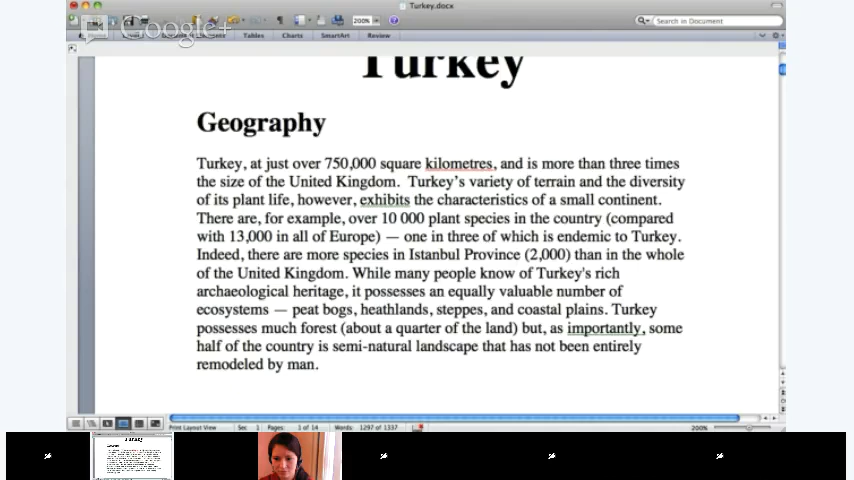 Turkey.docx
Google+
200%
Search in Document
Tables
Charts
SmartArt
Review
Turkey
Geography
Turkey, at just over 750,000 square kilometres, and is more than three times
the size of the United Kingdom. Turkey's variety of terrain and the diversity
of its plant life, however, exhibits the characteristics of a small continent.
There are, for example, over 10 000 plant species in the country (compared
with 13,000 in all of Europe) — one in three of which is endemic to Turkey.
Indeed, there are more species in Istanbul Province (2,000) than in the whole
of the United Kingdom. While many people know of Turkey's rich
archaeological heritage, it possesses an equally valuable number of
ecosystems — peat bogs, heathlands, steppes, and coastal plains. Turkey
possesses much forest (about a quarter of the land) but, as importantly, some
half of the country is semi-natural landscape that has not been entirely
remodeled by man.
Print Layout View
Sec 1
Pages: 1 of 14
Words: 1297 of 1337
200%
Turkey